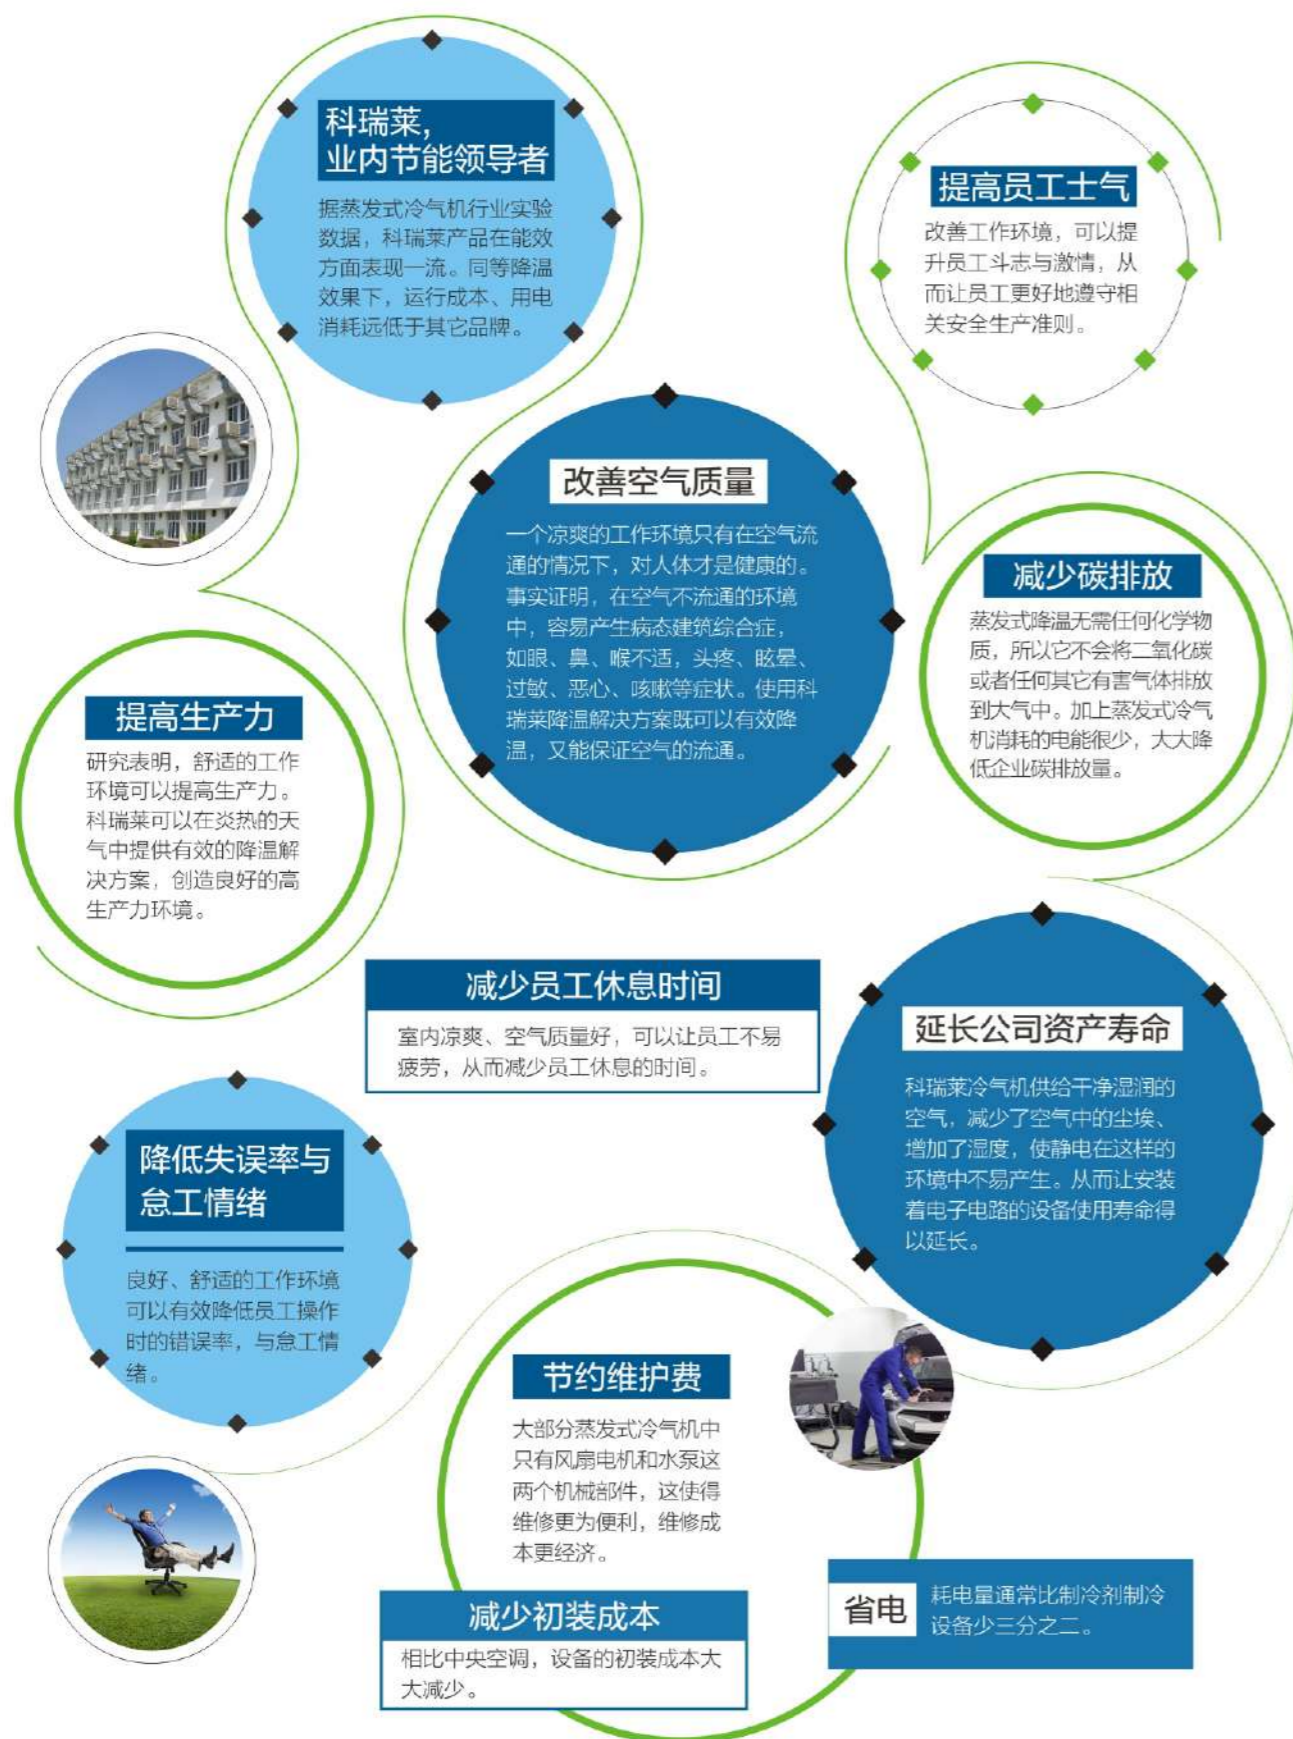 科瑞莱,
业内节能领导者
据蒸发式冷气机行业实验
数据，科瑞莱产品在能效
方面表现一流。同等降温
效果下，运行成本、用电
消耗远低于其它品牌。
提高员工士气
改善工作环境，可以提
升员工斗志与激情，从
而让员工更好地遵守相
关安全生产准则。
改善空气质量
一个凉爽的工作环境只有在空气流
通的情况下，对人体才是健康的。
事实证明，在空气不流通的环境
中，容易产生病态建筑综合症，
如眼、鼻、喉不适，头疼、眩晕、
过敏、恶心、咳嗽等症状。使用科
瑞莱降温解决方案既可以有效降
温，又能保证空气的流通。
减少碳排放
蒸发式降温无需任何化学物
质，所以它不会将二氧化碳
或者任何其它有害气体排放
到大气中。加上蒸发式冷气
机消耗的电能很少，大大降
低企业碳排放量。
提高生产力
研究表明，舒适的工作
环境可以提高生产力。
科瑞莱可以在炎热的天
气中提供有效的降温解
决方案，创造良好的高
生产力环境。
减少员工休息时间
室内凉爽、空气质量好，可以让员工不易
疲劳，从而减少员工休息的时间。
延长公司资产寿命
科瑞莱冷气机供给干净湿润的
空气，减少了空气中的尘埃、
增加了湿度，使静电在这样的
环境中不易产生。从而让安装
着电子电路的设备使用寿命得
以延长。
降低失误率与
怠工情绪
良好、舒适的工作环境
可以有效降低员工操作
时的错误率，与怠工情
绪。
节约维护费
大部分蒸发式冷气机中
只有风扇电机和水泵这
两个机械部件，这使得
维修更为便利，维修成
本更经济。
减少初装成本
相比中央空调，设备的初装成本大
大减少。
省电
耗电量通常比制冷剂制冷
设备少三分之二。